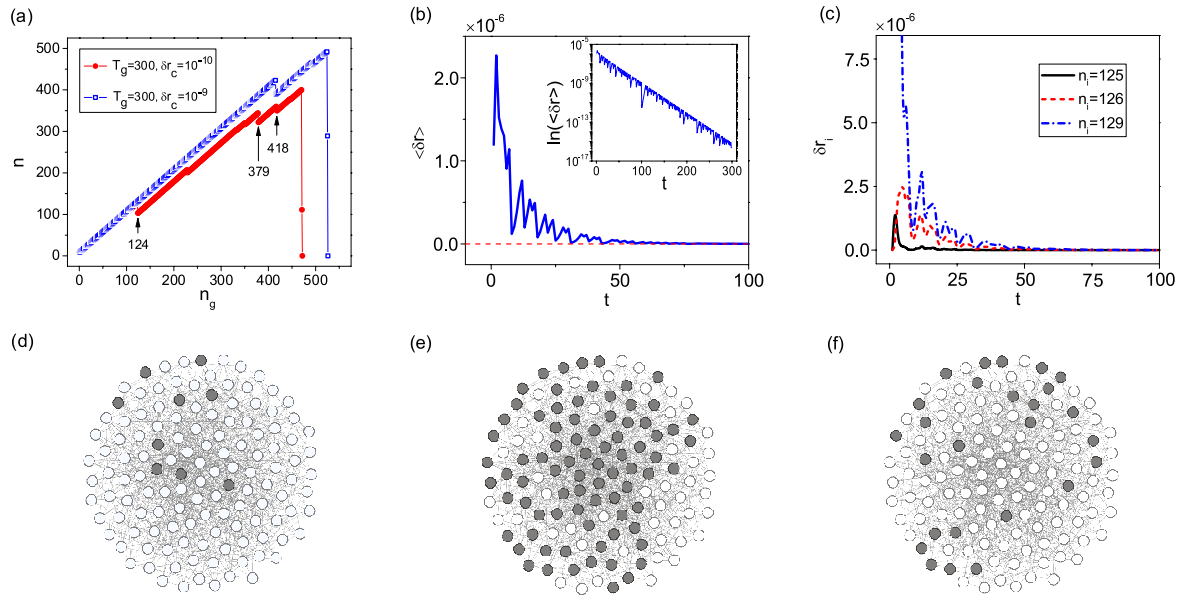 (a)
500
400
300
200
100
0
n
0 100 200 300 400 500
n_g
T_g=300, δr_c=10^-10
T_g=300, δr_c=10^-9
124
379
418
(b)
×10^-6
2.0
1.0
0.0
<δr>
0 50 100
t
10^-5
10^-9
10^-13
10^-17
ln(<δr>)
0 100 200 300
t
(c)
×10^-6
7.5
5.0
2.5
0.0
δr_i
0 25 50 75 100
t
n_i=125
n_i=126
n_i=129
(d)
(e)
(f)